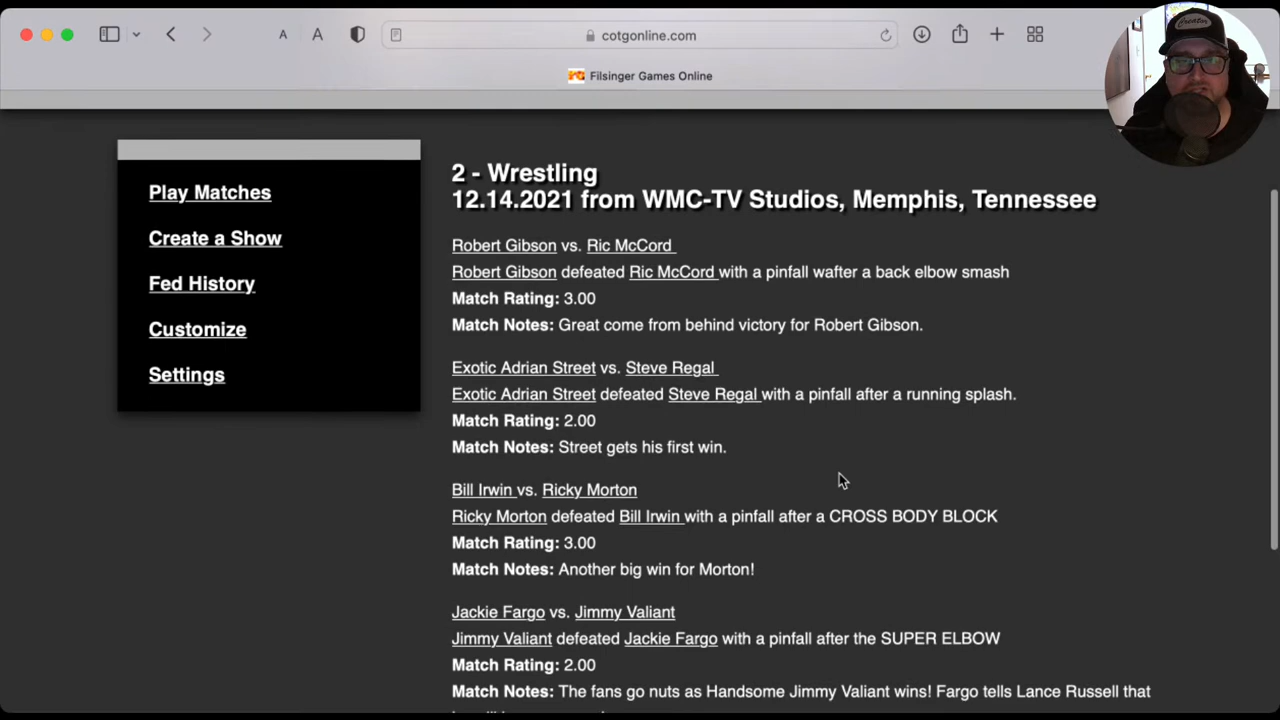 A A cotgonline.com
Filsinger Games Online
Play Matches
Create a Show
Fed History
Customize
Settings
2 - Wrestling
12.14.2021 from WMC-TV Studios, Memphis, Tennessee
Robert Gibson vs. Ric McCord
Robert Gibson defeated Ric McCord with a pinfall wafter a back elbow smash
Match Rating: 3.00
Match Notes: Great come from behind victory for Robert Gibson.
Exotic Adrian Street vs. Steve Regal
Exotic Adrian Street defeated Steve Regal with a pinfall after a running splash.
Match Rating: 2.00
Match Notes: Street gets his first win.
Bill Irwin vs. Ricky Morton
Ricky Morton defeated Bill Irwin with a pinfall after a CROSS BODY BLOCK
Match Rating: 3.00
Match Notes: Another big win for Morton!
Jackie Fargo vs. Jimmy Valiant
Jimmy Valiant defeated Jackie Fargo with a pinfall after the SUPER ELBOW
Match Rating: 2.00
Match Notes: The fans go nuts as Handsome Jimmy Valiant wins! Fargo tells Lance Russell that